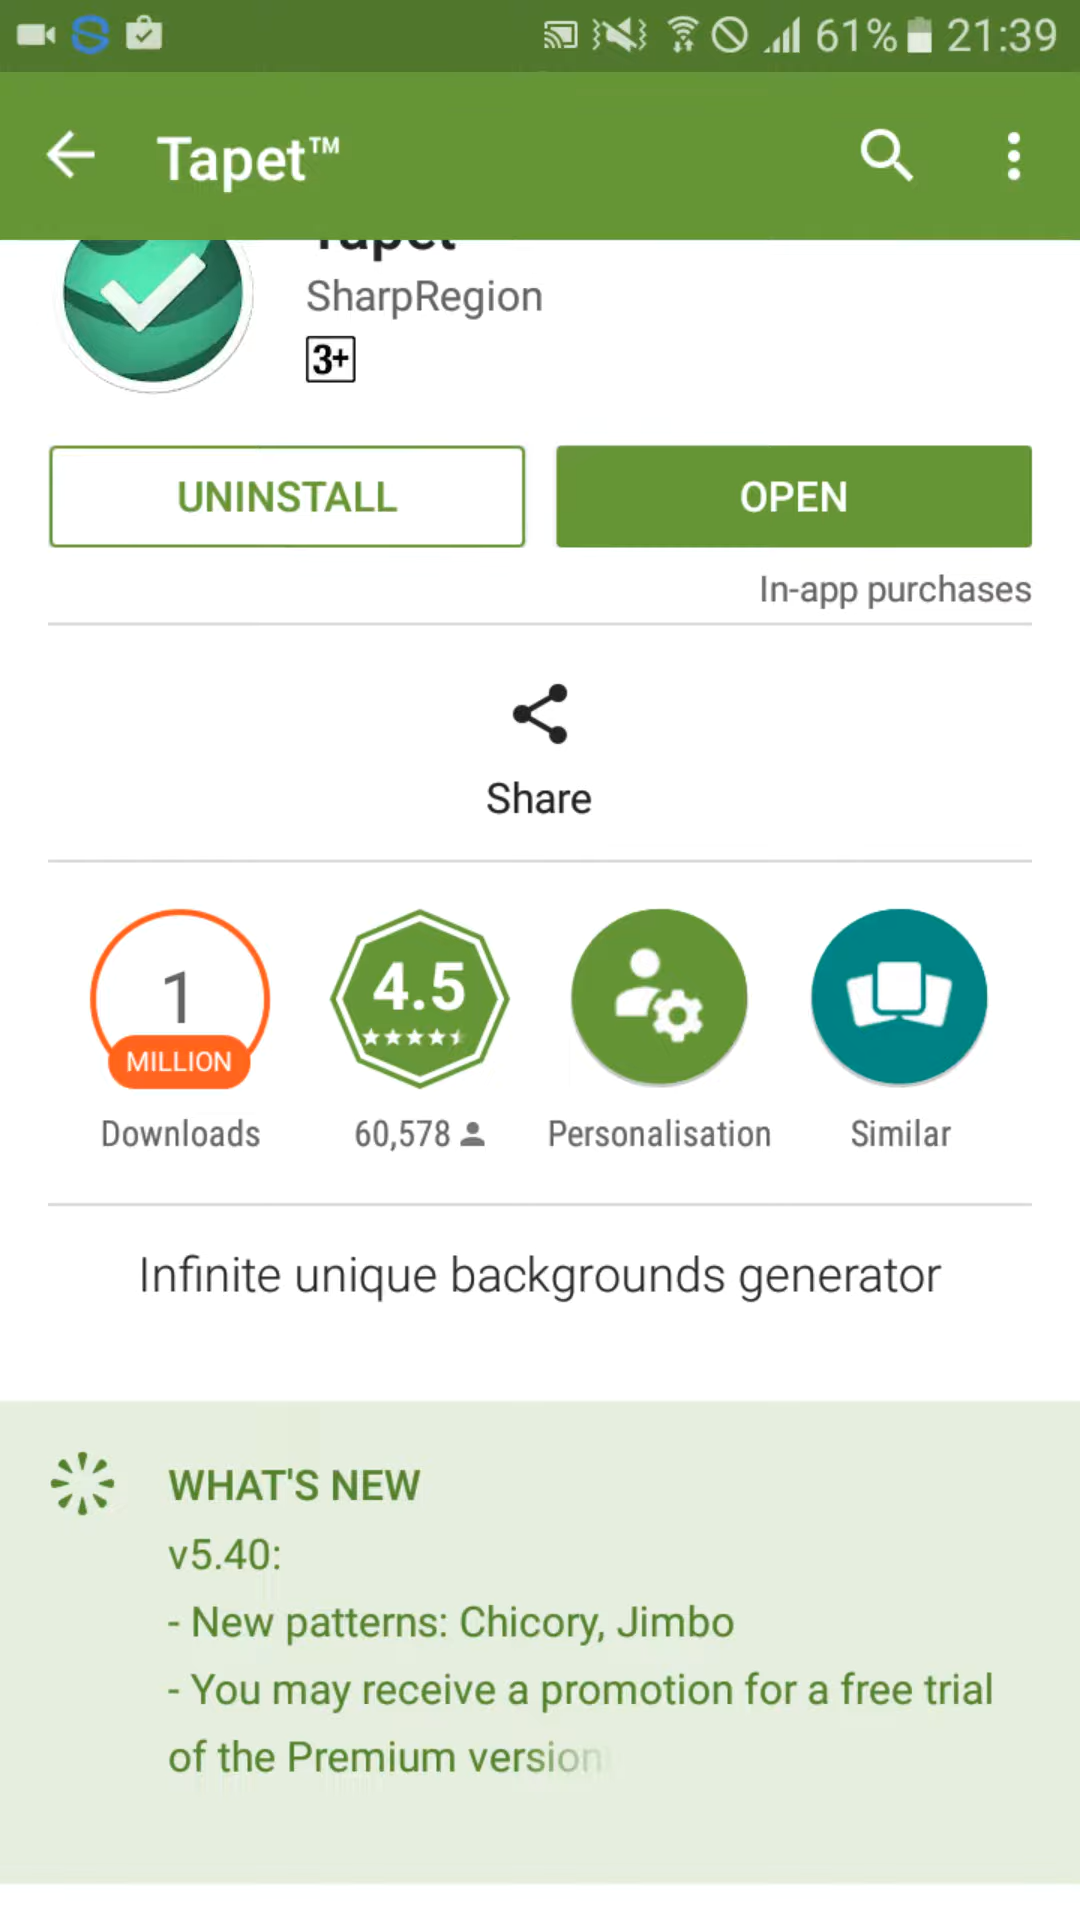 61% 21:39
Tapet™
Tapet
SharpRegion
3+
UNINSTALL
OPEN
In-app purchases
Share
1
MILLION
4.5
Downloads
60,578
Personalisation
Similar
Infinite unique backgrounds generator
WHAT'S NEW
v5.40:
- New patterns: Chicory, Jimbo
- You may receive a promotion for a free trial
of the Premium version